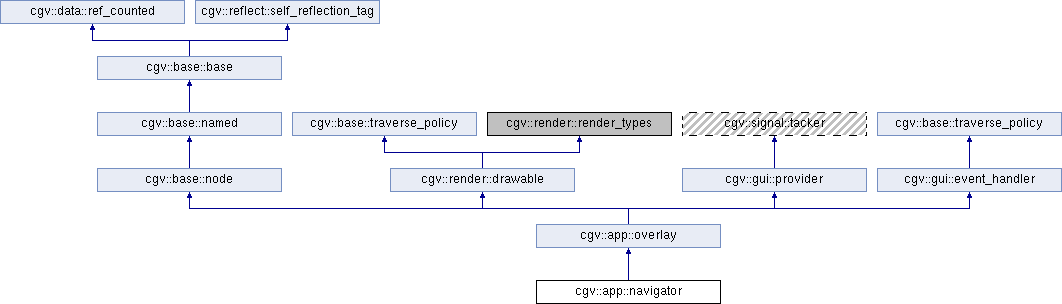 cgv::data::ref_counted cgv::reflect::self_reflection_tag
cgv::base::base
cgv::base::named cgv::base::traverse_policy cgv::render::render_types cgv::signal::tacker cgv::base::traverse_policy
cgv::base::node cgv::render::drawable cgv::gui::provider cgv::gui::event_handler
cgv::app::overlay
cgv::app::navigator